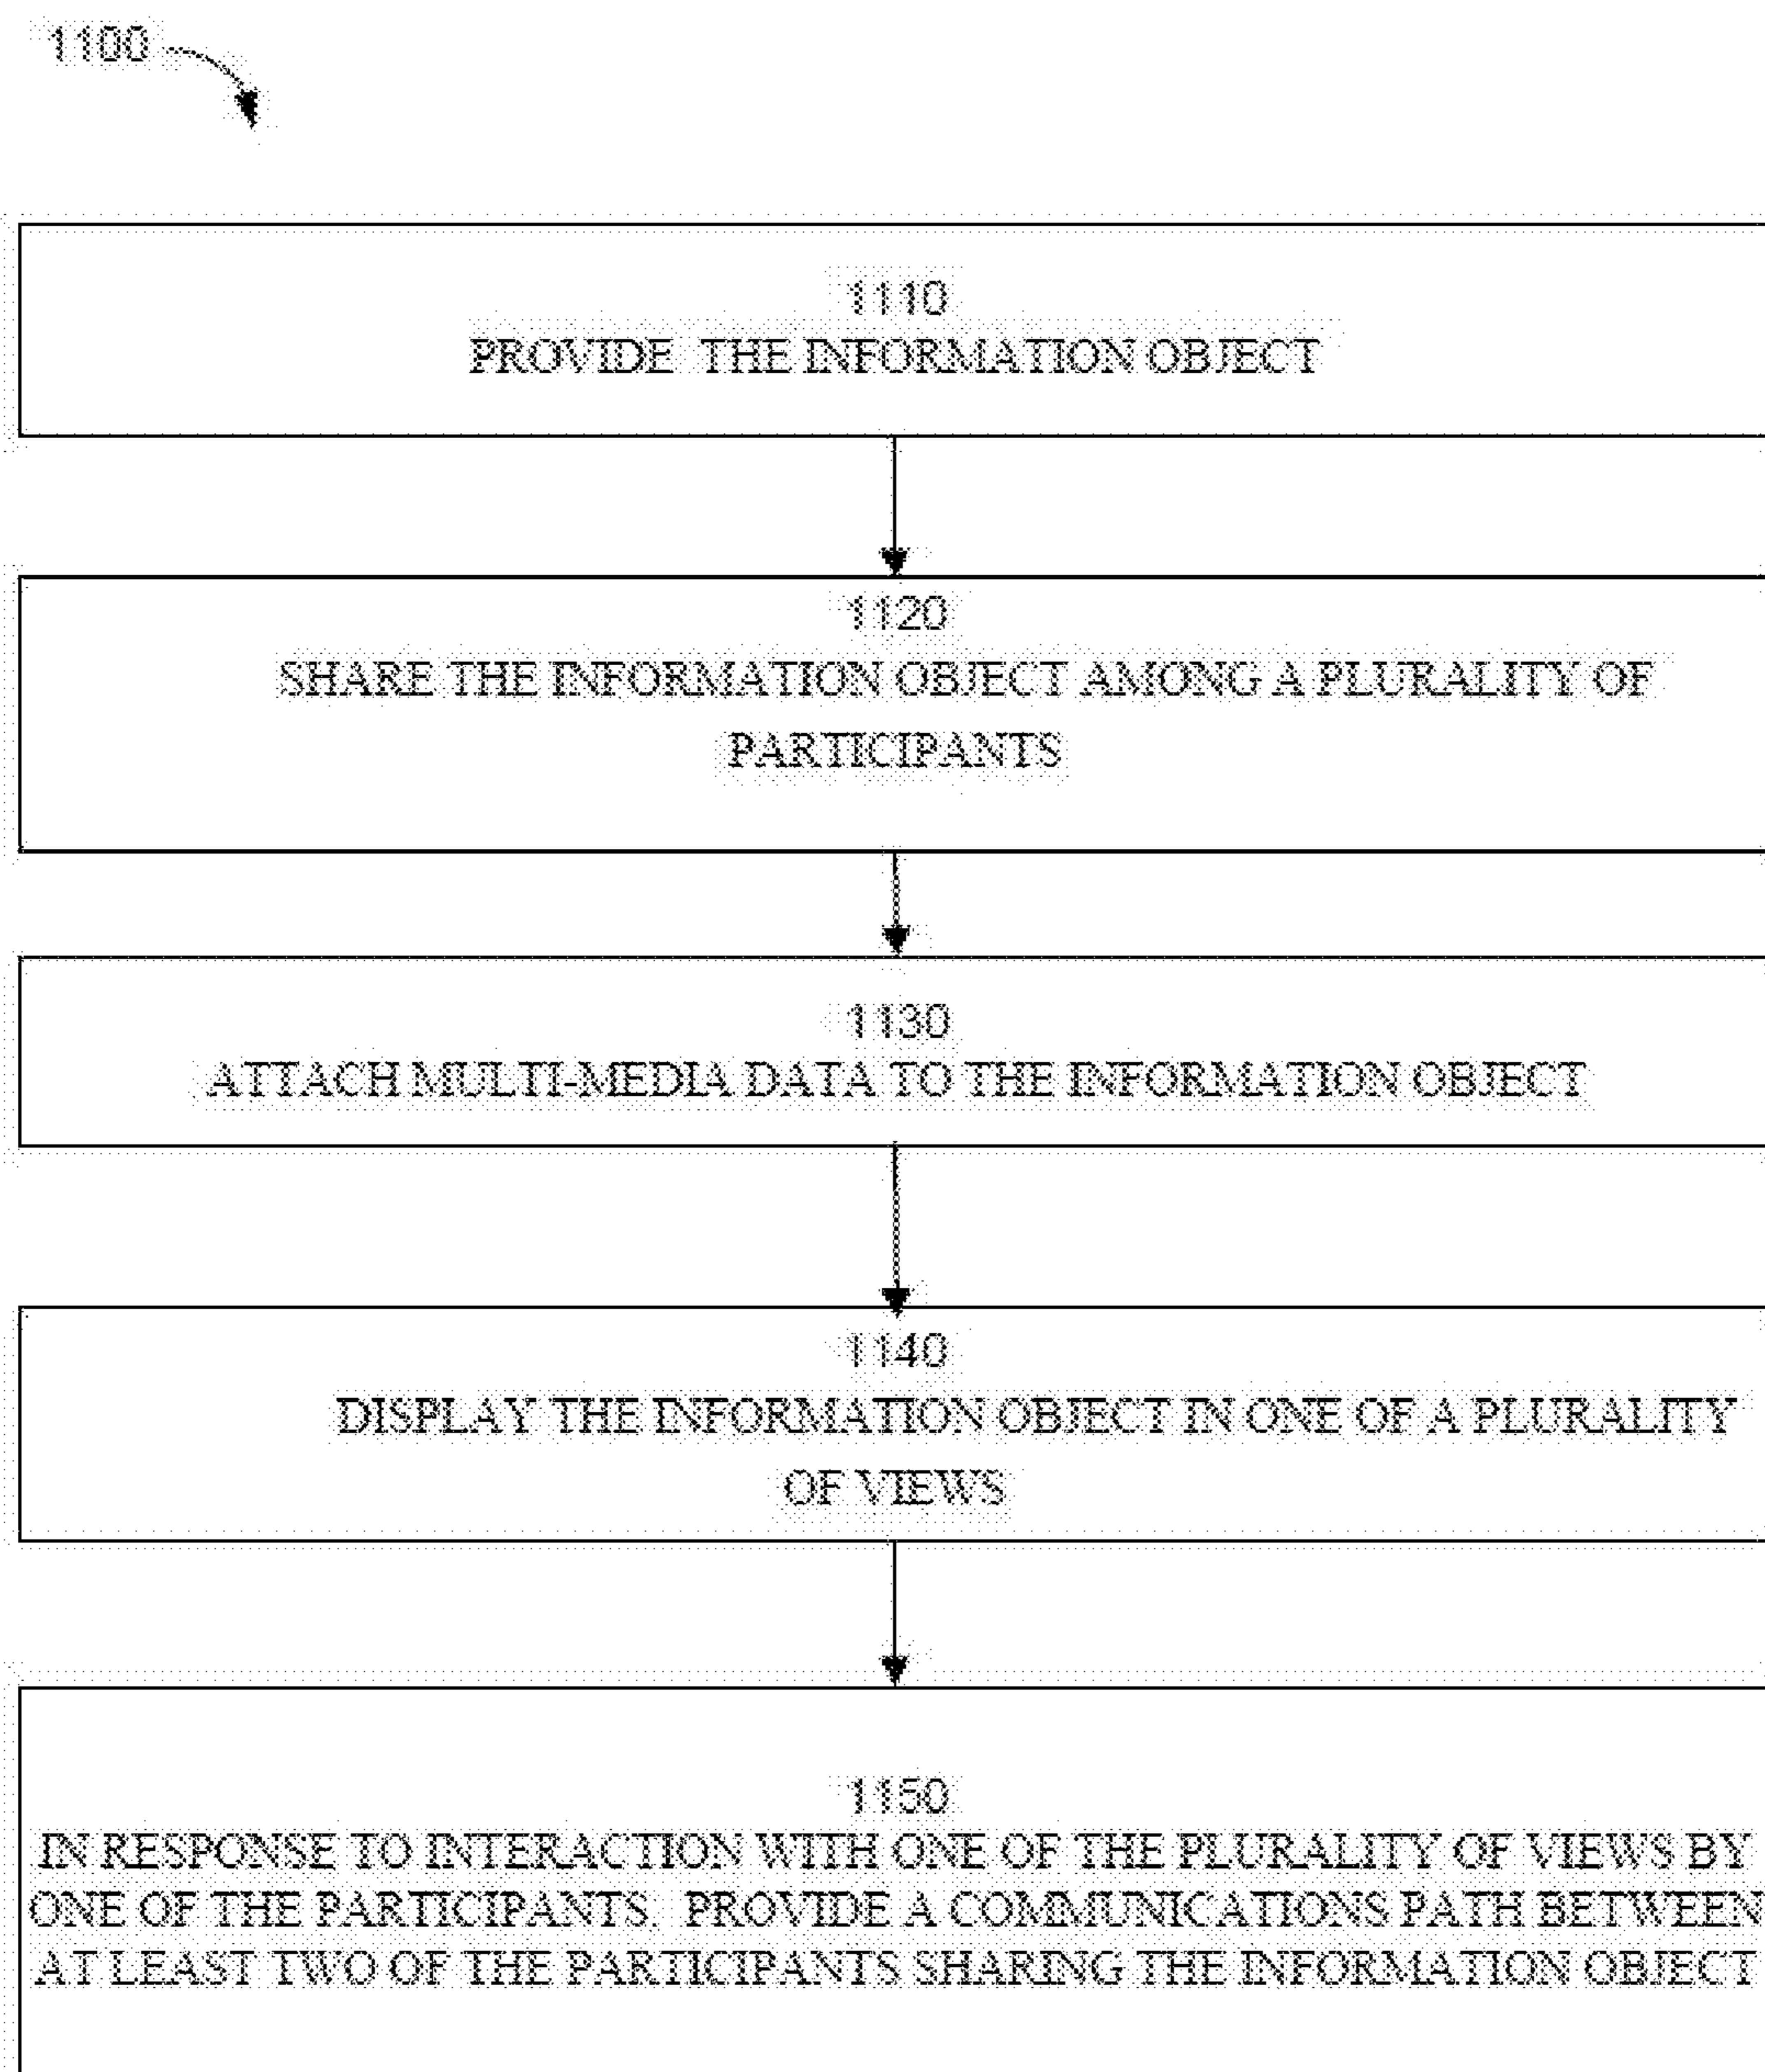 1100
1110
PROVIDE THE INFORMATION OBJECT
1120
SHARE THE INFORMATION OBJECT AMONG A PLURALITY OF
PARTICIPANTS
1130
ATTACH MULTI-MEDIA DATA TO THE INFORMATION OBJECT
1140
DISPLAY THE INFORMATION OBJECT IN ONE OF A PLURALITY
OF VIEWS
1150
IN RESPONSE TO INTERACTION WITH ONE OF THE PLURALITY OF VIEWS BY
ONE OF THE PARTICIPANTS. PROVIDE A COMMUNICATIONS PATH BETWEEN
AT LEAST TWO OF THE PARTICIPANTS SHARING THE INFORMATION OBJECT